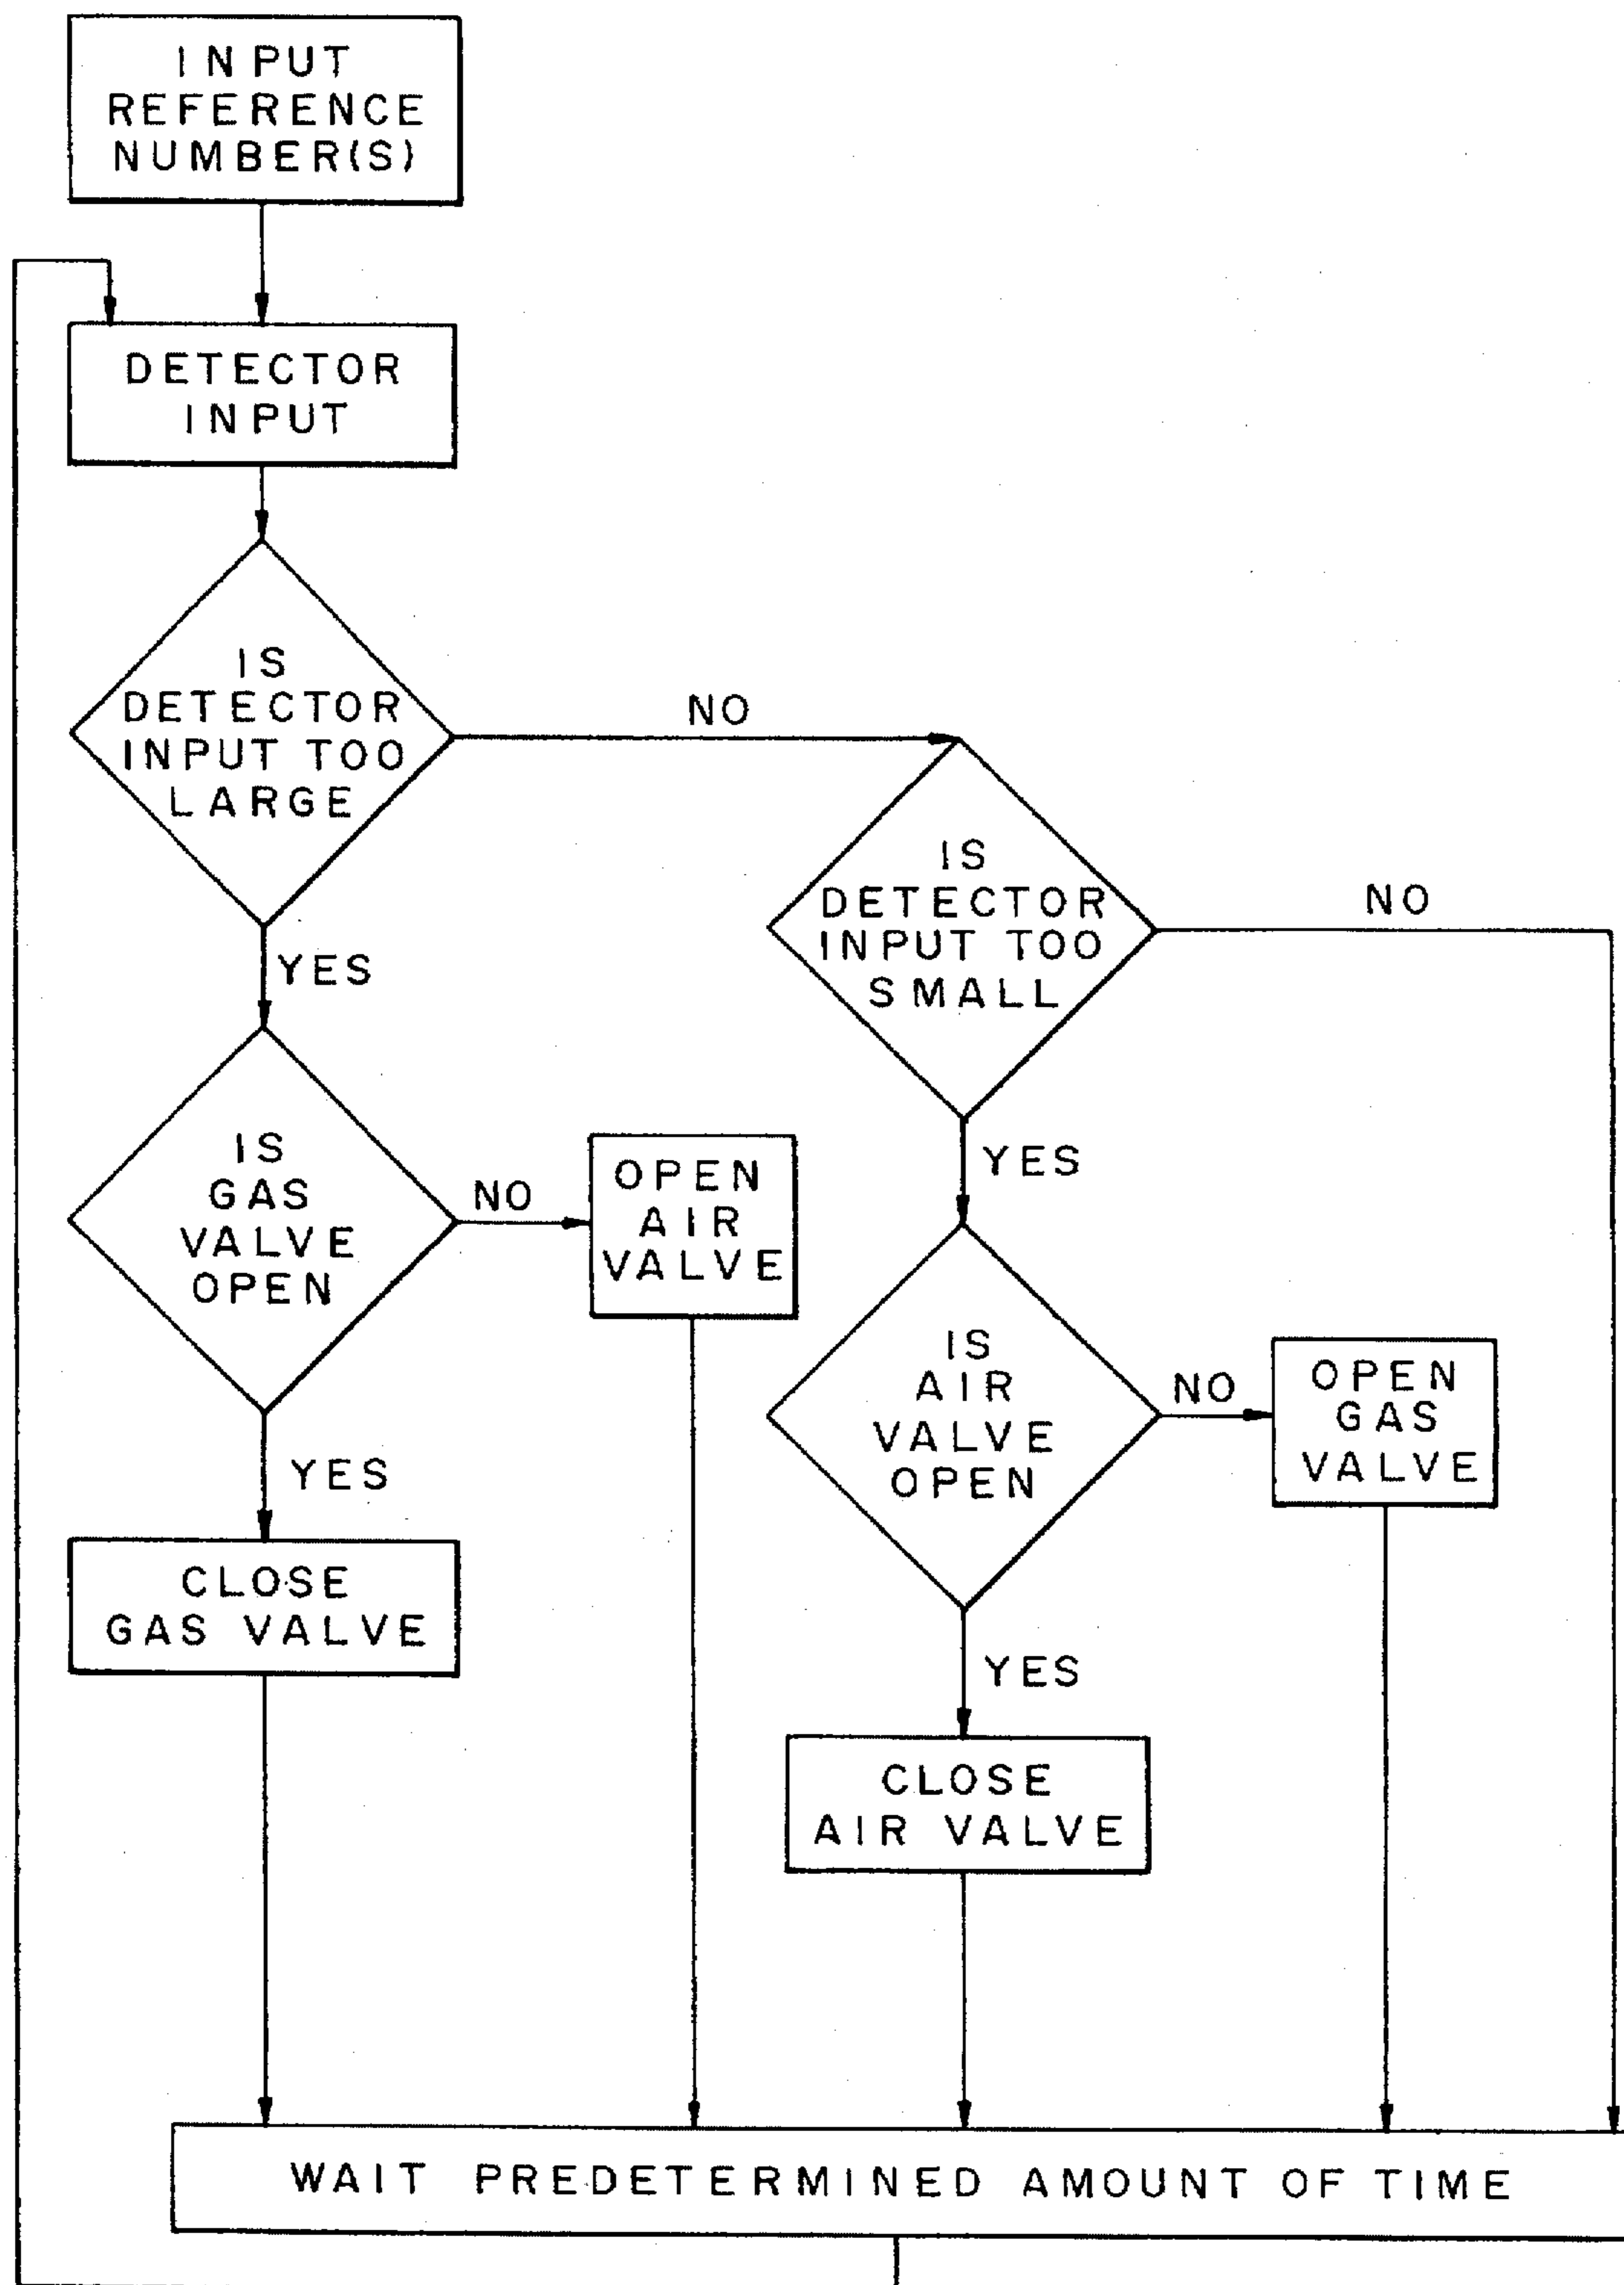 INPUT
REFERENCE
NUMBER(S)
DETECTOR
INPUT
IS
DETECTOR
INPUT TOO
LARGE
NO
YES
IS
DETECTOR
INPUT TOO
SMALL
NO
YES
IS
GAS
VALVE
OPEN
NO
OPEN
AIR
VALVE
YES
CLOSE
GAS VALVE
IS
AIR
VALVE
OPEN
NO
OPEN
GAS
VALVE
YES
CLOSE
AIR VALVE
WAIT PREDETERMINED AMOUNT OF TIME